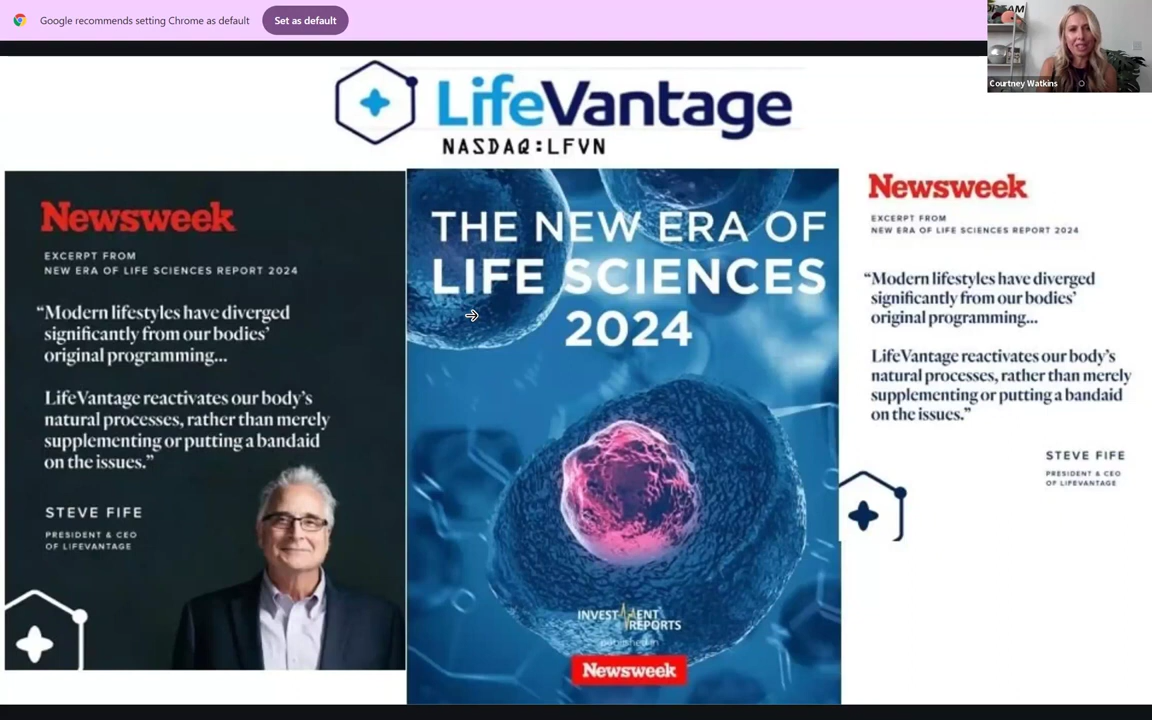 Google recommends setting Chrome as default
Set as default
Courtney Watkins
LifeVantage
NASDAQ:LFVN
Newsweek
EXCERPT FROM
NEW ERA OF LIFE SCIENCES REPORT 2024
“Modern lifestyles have diverged
significantly from our bodies’
original programming...
LifeVantage reactivates our body’s
natural processes, rather than merely
supplementing or putting a bandaid
on the issues.”
STEVE FIFE
PRESIDENT & CEO
OF LIFEVANTAGE
THE NEW ERA OF
LIFE SCIENCES
2024
INVESTMENT
REPORTS
published in
Newsweek
Newsweek
EXCERPT FROM
NEW ERA OF LIFE SCIENCES REPORT 2024
“Modern lifestyles have diverged
significantly from our bodies’
original programming...
LifeVantage reactivates our body’s
natural processes, rather than merely
supplementing or putting a bandaid
on the issues.”
STEVE FIFE
PRESIDENT & CEO
OF LIFEVANTAGE